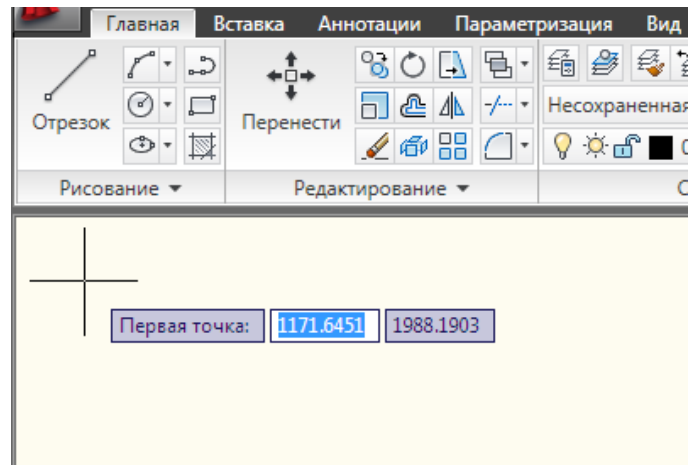 Главная Вставка Аннотации Параметризация Вид
Отрезок Перенести Несохраненная
Рисование Редактирование
Первая точка: 1171.6451 1988.1903